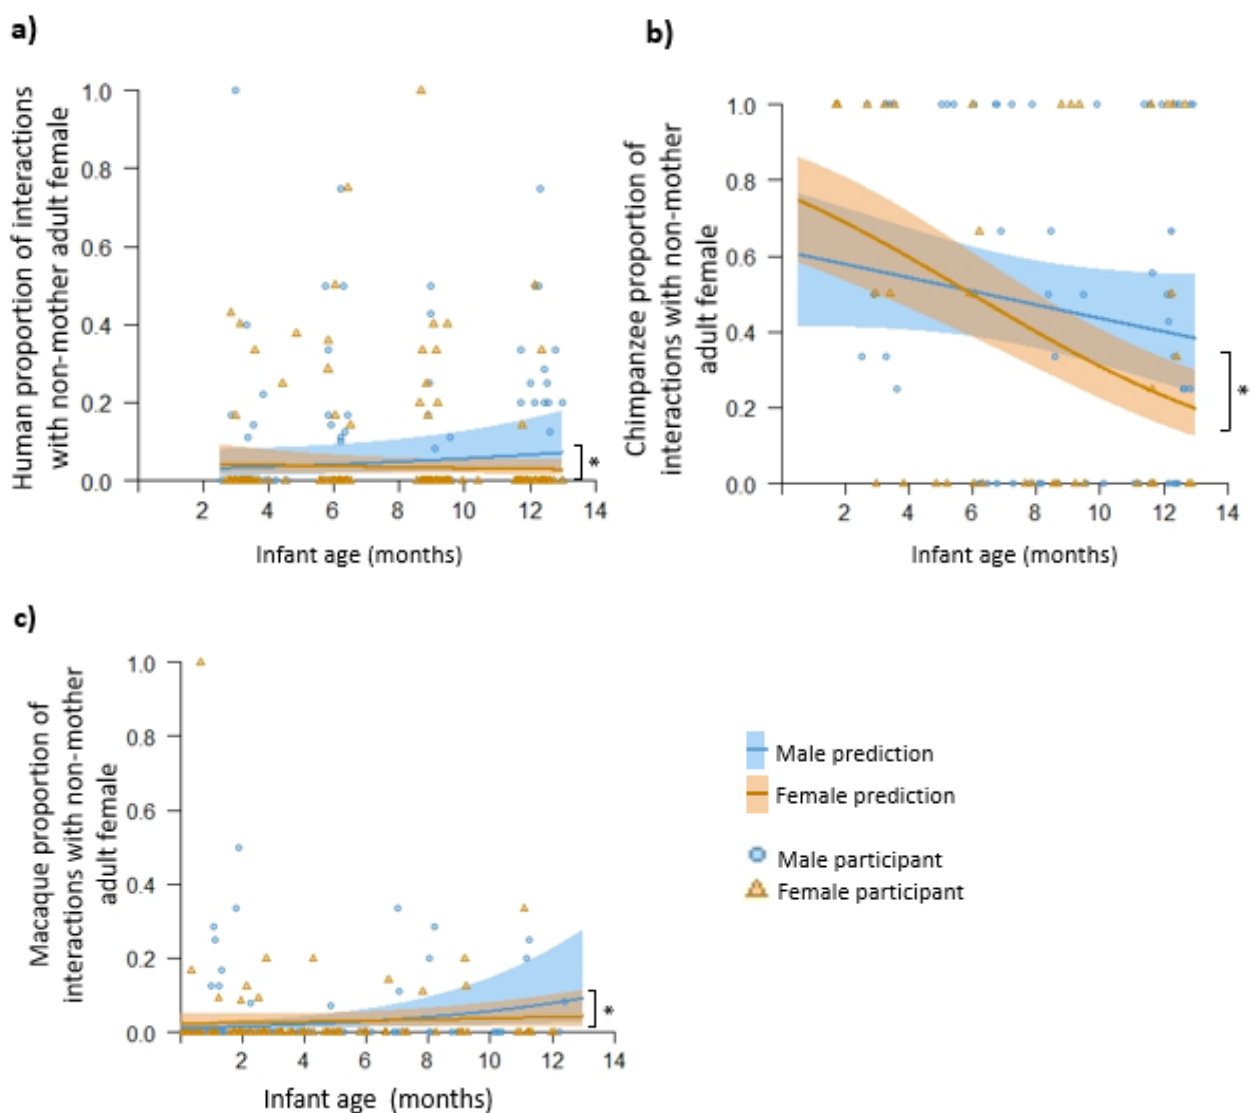 a)
Human proportion of interactions
with non-mother adult female
1.0
0.8
0.6
0.4
0.2
0.0
*
2 4 6 8 10 12 14
Infant age (months)
b)
Chimpanzee proportion of
interactions with non-mother
adult female
1.0
0.8
0.6
0.4
0.2
0.0
*
2 4 6 8 10 12 14
Infant age (months)
c)
Macaque proportion of
interactions with non-mother
adult female
1.0
0.8
0.6
0.4
0.2
0.0
*
2 4 6 8 10 12 14
Infant age (months)
Male prediction
Female prediction
Male participant
Female participant